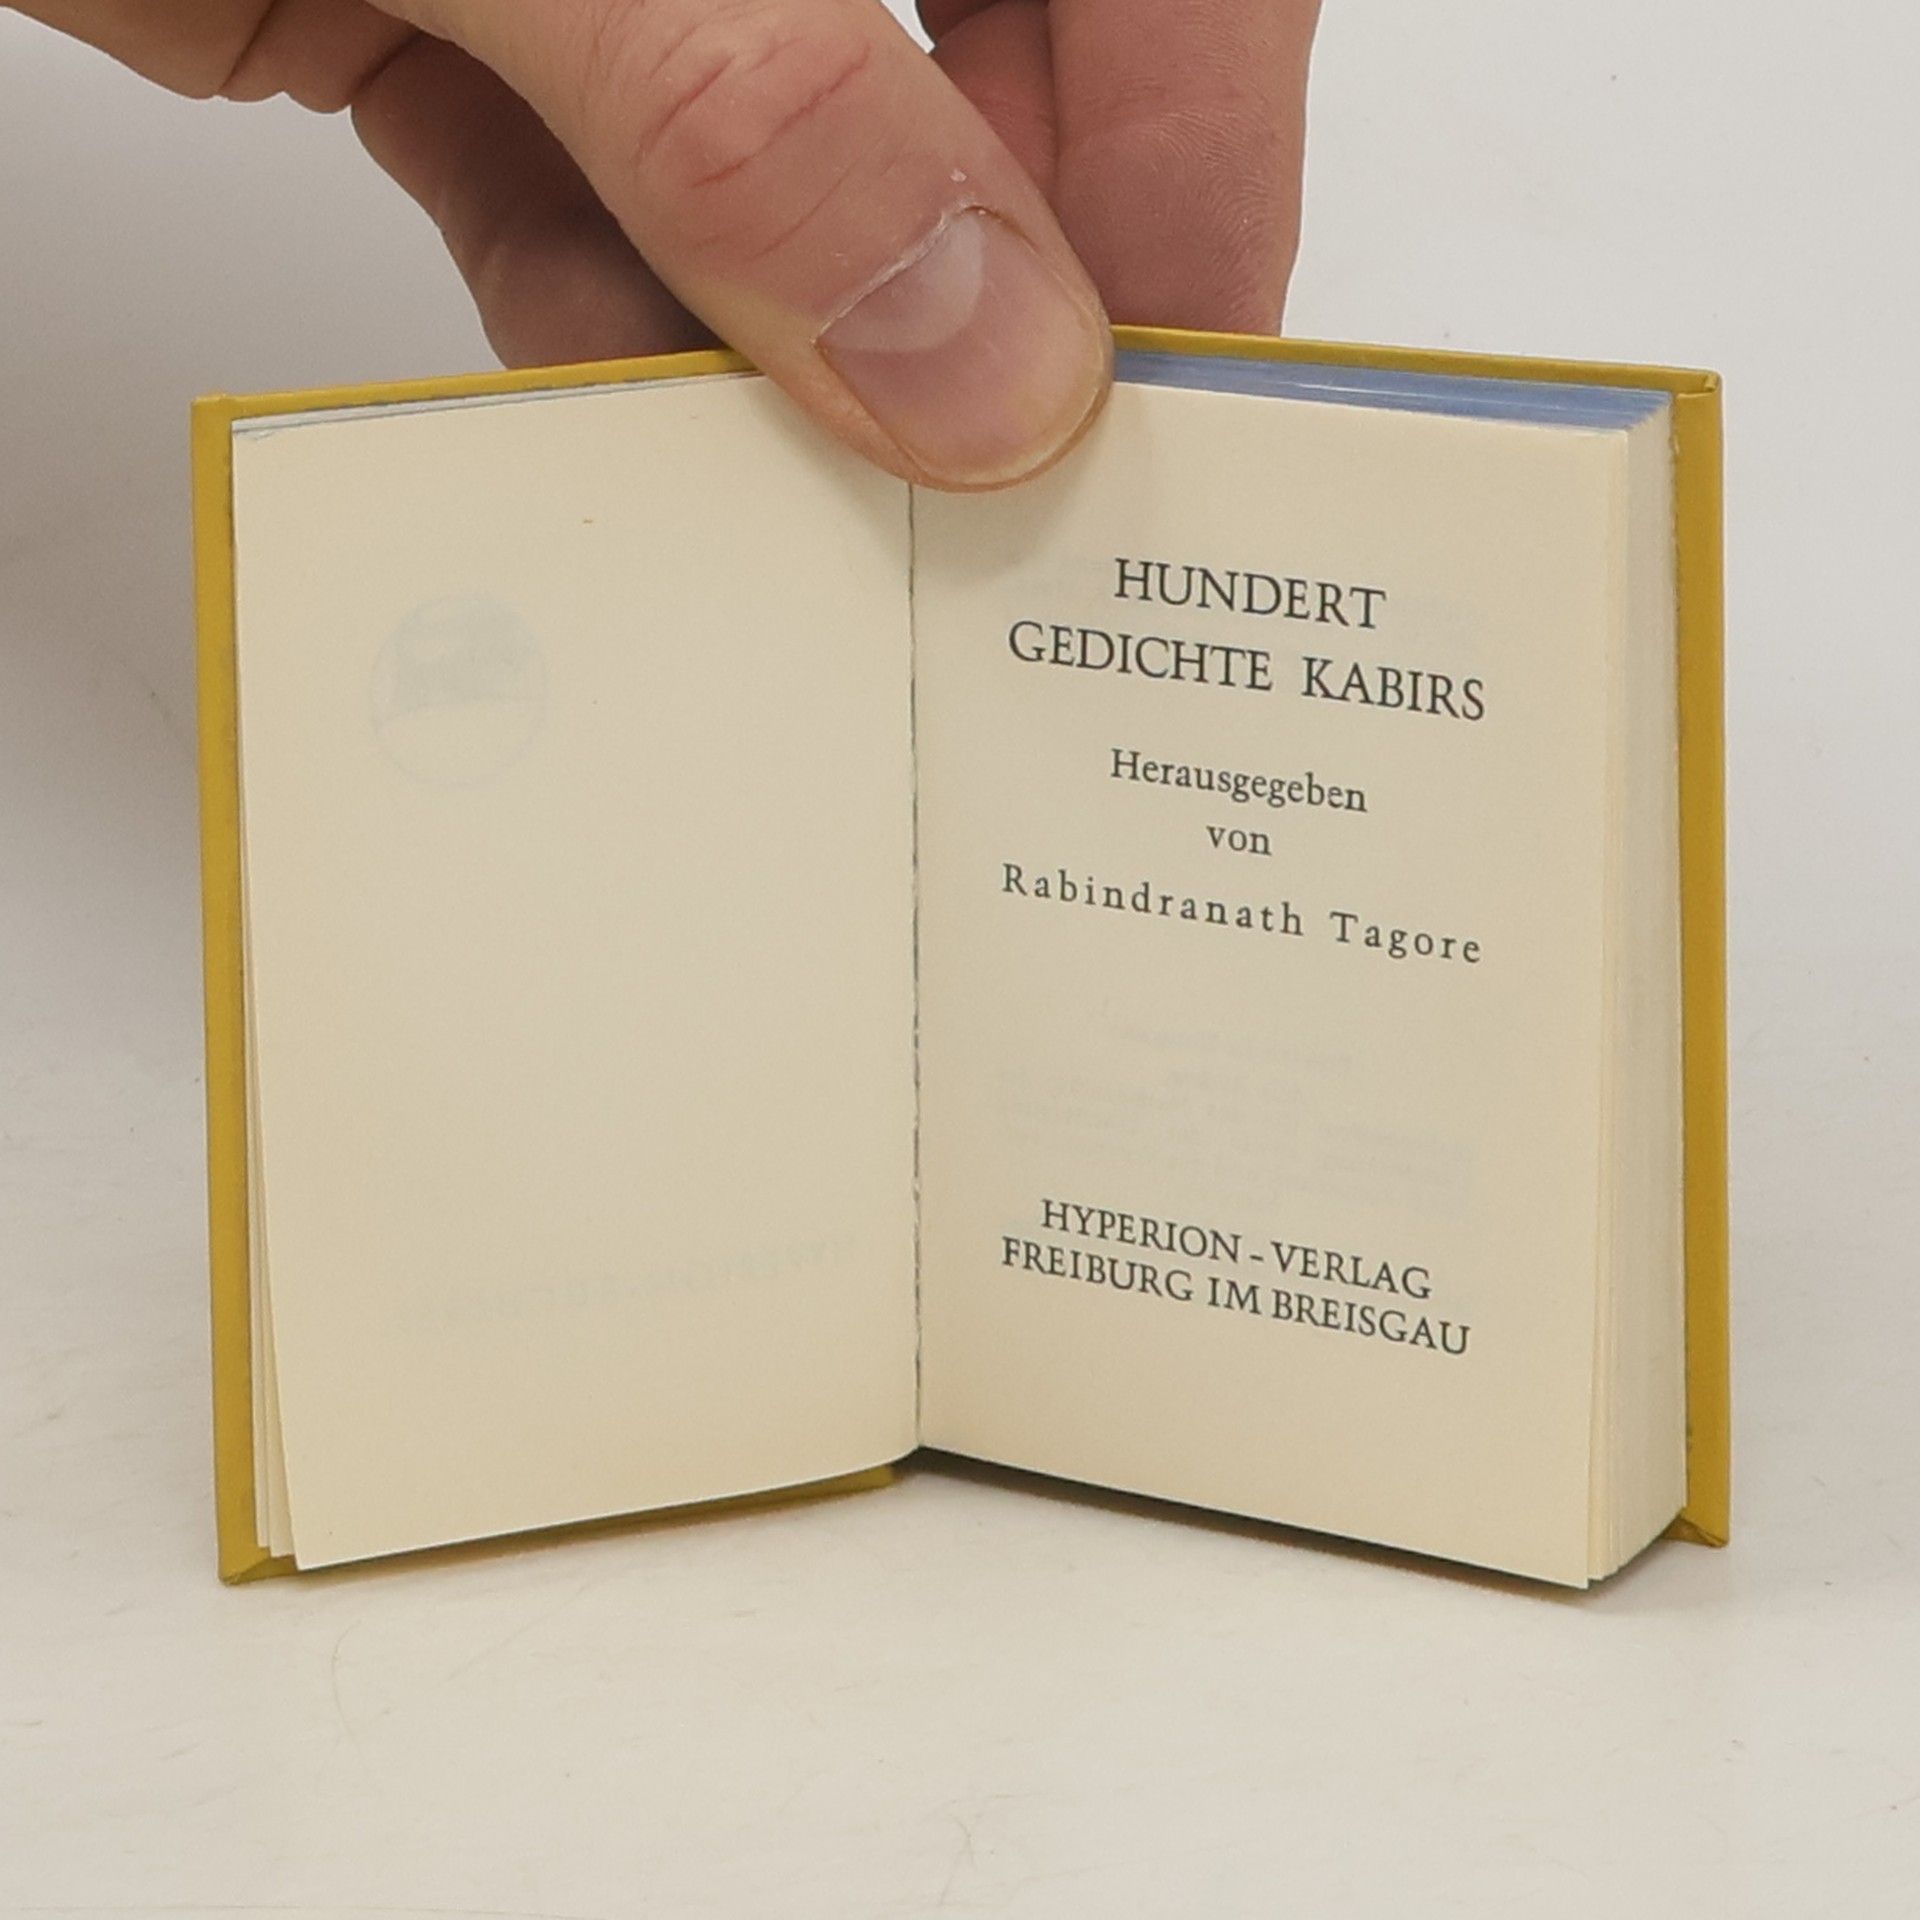 HUNDERT
GEDICHTE KABIRS
Herausgegeben
von
Rabindranath Tagore
HYPERION-VERLAG
FREIBURG IM BREISGAU